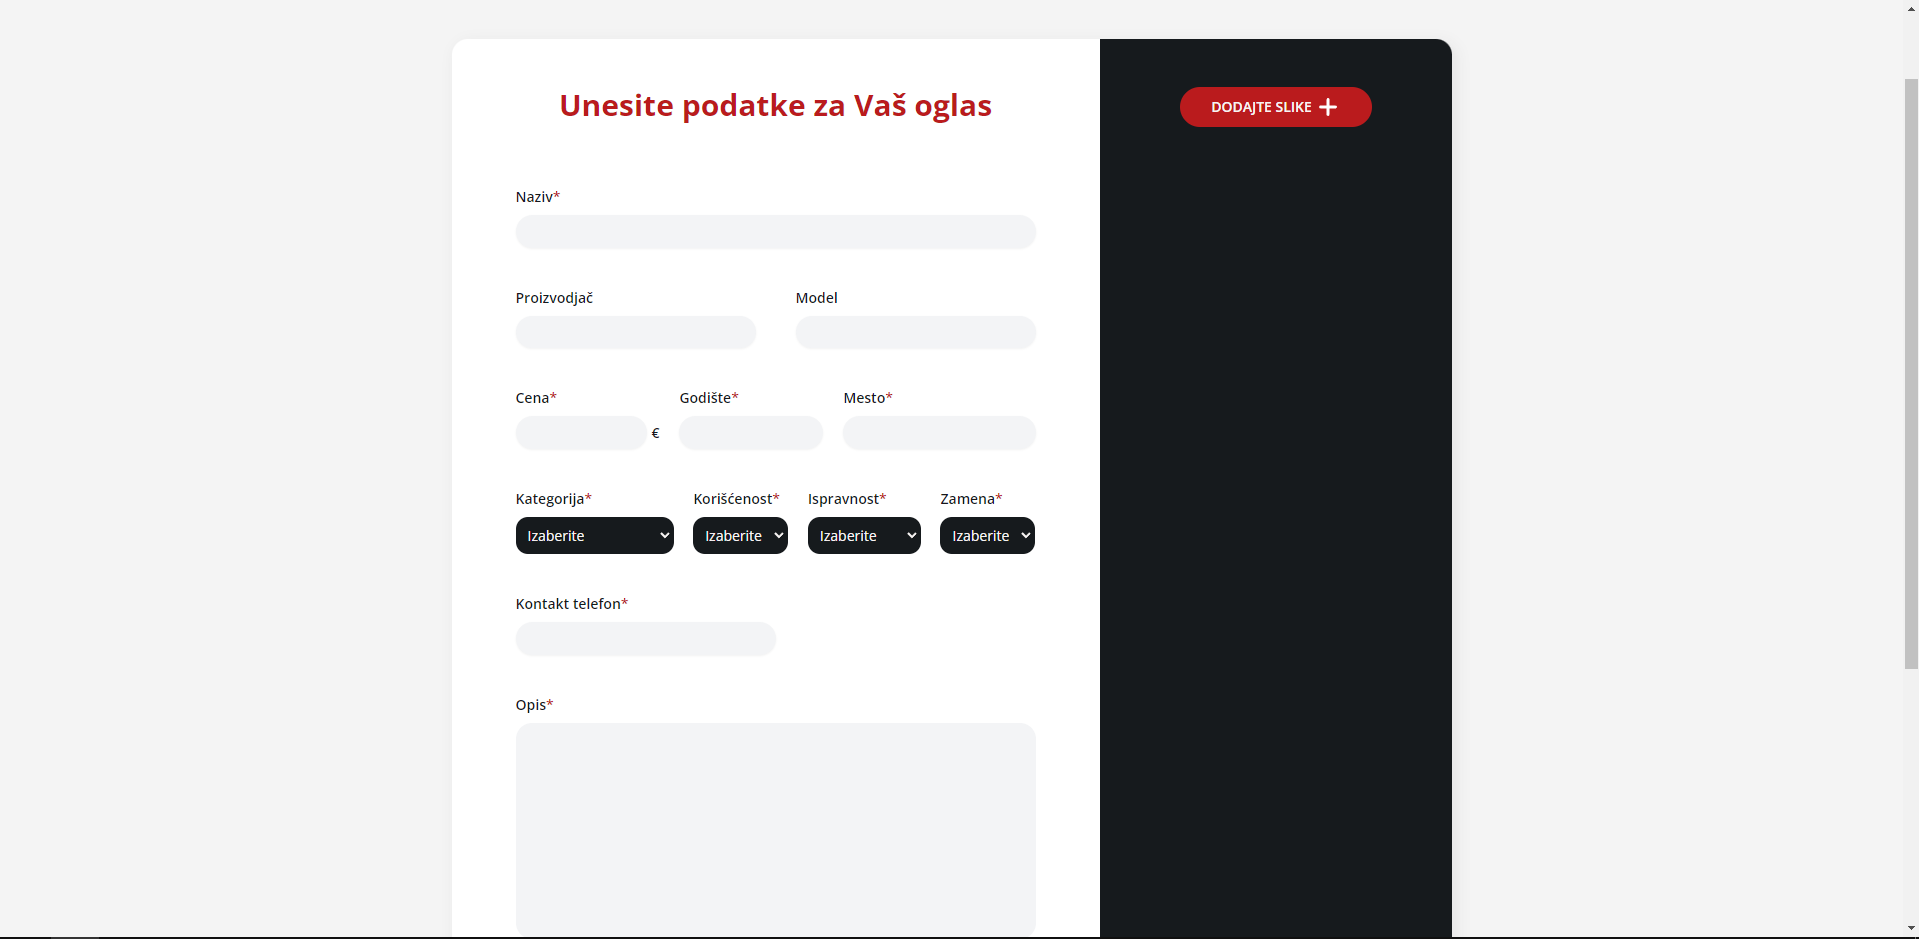 Unesite podatke za Vaš oglas
DODAJTE SLIKE
Naziv*
Proizvodjač Model
Cena* Godište* Mesto*
€
Kategorija* Korišćenost* Ispravnost* Zamena*
Izaberite Izaberite Izaberite Izaberite
Kontakt telefon*
Opis*